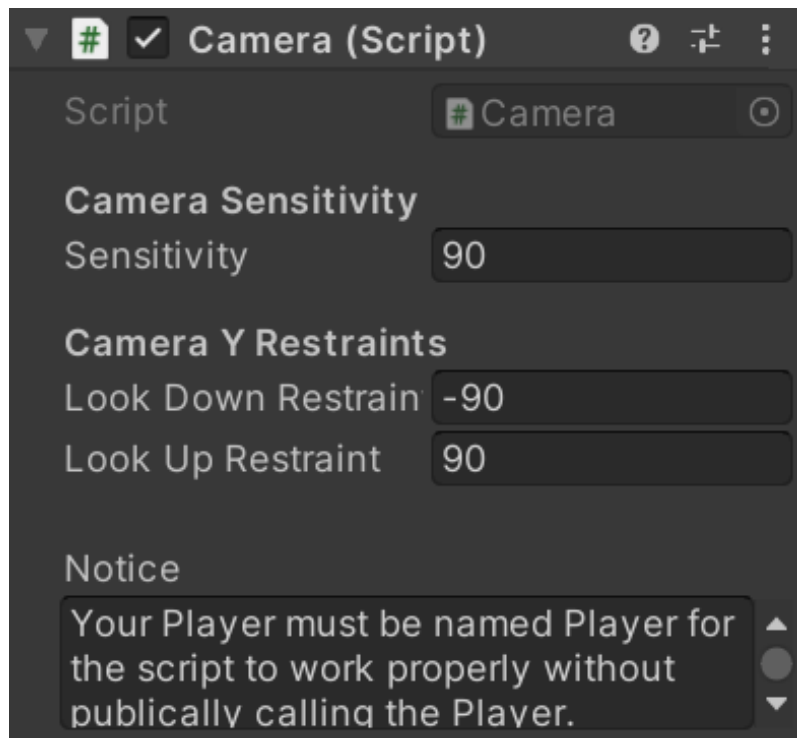 # Camera (Script)
Script # Camera
Camera Sensitivity
Sensitivity 90
Camera Y Restraints
Look Down Restrain -90
Look Up Restraint 90
Notice
Your Player must be named Player for
the script to work properly without
publically calling the Player.